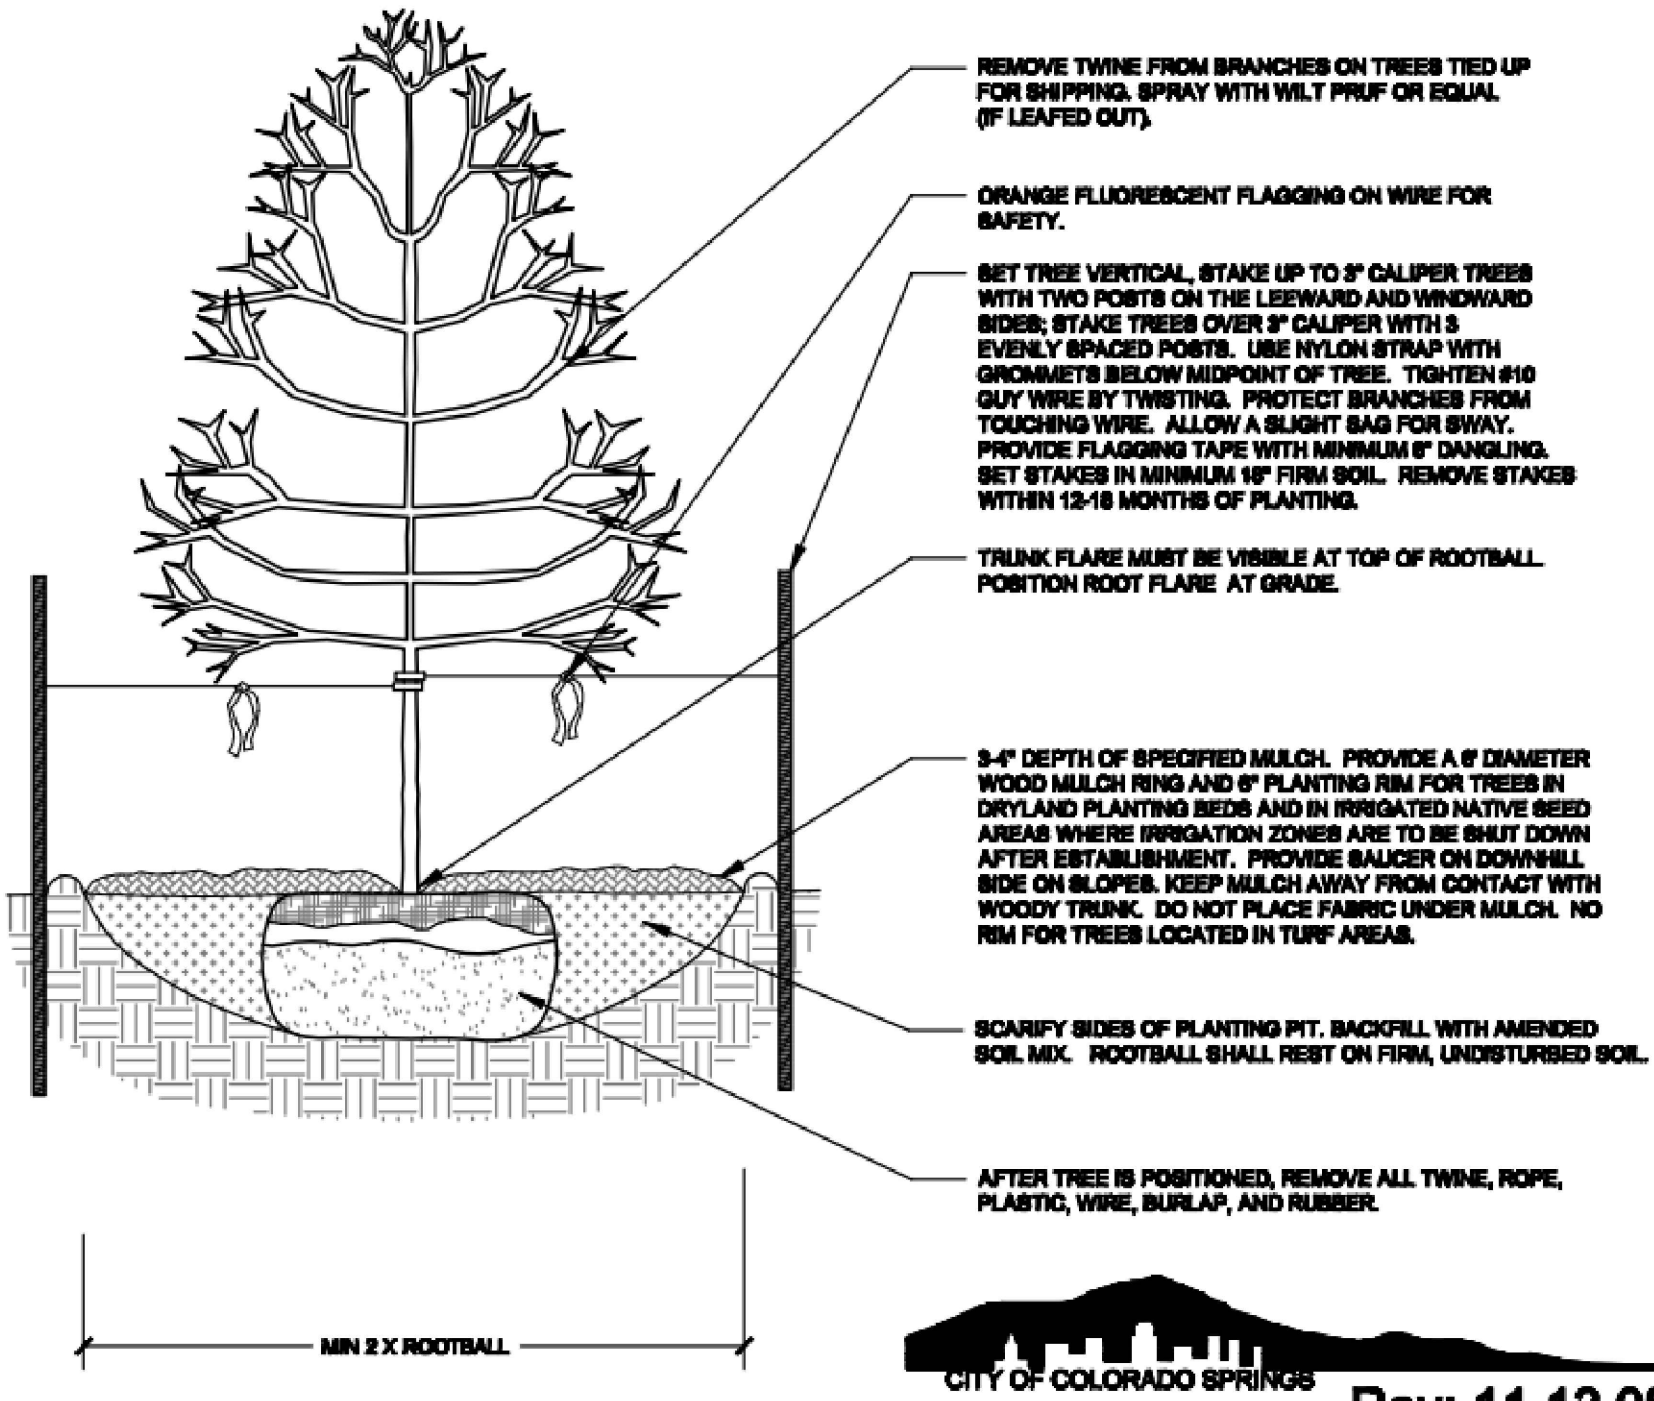 REMOVE TWINE FROM BRANCHES ON TREES TIED UP
FOR SHIPPING. SPRAY WITH WILT PRUF OR EQUAL
(IF LEAFED OUT).
ORANGE FLUORESCENT FLAGGING ON WIRE FOR
SAFETY.
SET TREE VERTICAL, STAKE UP TO 3" CALIPER TREES
WITH TWO POSTS ON THE LEEWARD AND WINDWARD
SIDES; STAKE TREES OVER 3" CALIPER WITH 3
EVENLY SPACED POSTS. USE NYLON STRAP WITH
GROMMETS BELOW MIDPOINT OF TREE. TIGHTEN #10
GUY WIRE BY TWISTING. PROTECT BRANCHES FROM
TOUCHING WIRE. ALLOW A SLIGHT SAG FOR SWAY.
PROVIDE FLAGGING TAPE WITH MINIMUM 6" DANGLING.
SET STAKES IN MINIMUM 18" FIRM SOIL. REMOVE STAKES
WITHIN 12-18 MONTHS OF PLANTING.
TRUNK FLARE MUST BE VISIBLE AT TOP OF ROOTBALL
POSITION ROOT FLARE AT GRADE.
3-4" DEPTH OF SPECIFIED MULCH. PROVIDE A 6' DIAMETER
WOOD MULCH RING AND 6" PLANTING RIM FOR TREES IN
DRYLAND PLANTING BEDS AND IN IRRIGATED NATIVE SEED
AREAS WHERE IRRIGATION ZONES ARE TO BE SHUT DOWN
AFTER ESTABLISHMENT. PROVIDE SAUCER ON DOWNHILL
SIDE ON SLOPES. KEEP MULCH AWAY FROM CONTACT WITH
WOODY TRUNK. DO NOT PLACE FABRIC UNDER MULCH. NO
RIM FOR TREES LOCATED IN TURF AREAS.
SCARIFY SIDES OF PLANTING PIT. BACKFILL WITH AMENDED
SOIL MIX. ROOTBALL SHALL REST ON FIRM, UNDISTURBED SOIL.
AFTER TREE IS POSITIONED, REMOVE ALL TWINE, ROPE,
PLASTIC, WIRE, BURLAP, AND RUBBER.
MIN 2 X ROOTBALL
CITY OF COLORADO SPRINGS